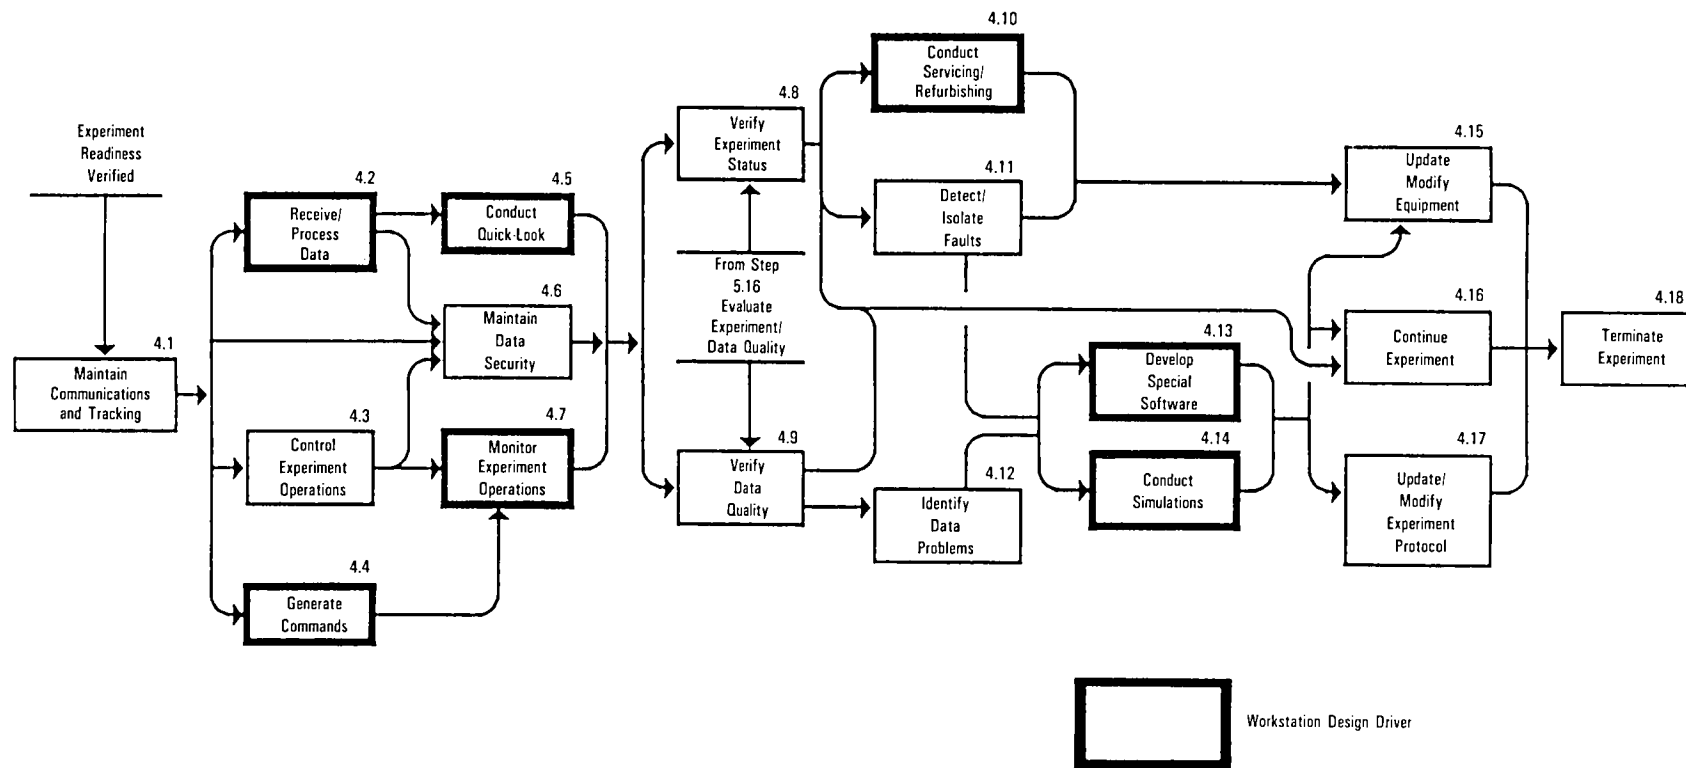 Experiment
Readiness
Verified
4.1
Maintain
Communications
and Tracking
4.2
Receive/
Process
Data
4.3
Control
Experiment
Operations
4.4
Generate
Commands
4.5
Conduct
Quick-Look
4.6
Maintain
Data
Security
4.7
Monitor
Experiment
Operations
4.8
Verify
Experiment
Status
From Step
5.16
Evaluate
Experiment/
Data Quality
4.9
Verify
Data
Quality
4.10
Conduct
Servicing/
Refurbishing
4.11
Detect/
Isolate
Faults
4.12
Identify
Data
Problems
4.13
Develop
Special
Software
4.14
Conduct
Simulations
4.15
Update
Modify
Equipment
4.16
Continue
Experiment
4.17
Update/
Modify
Experiment
Protocol
4.18
Terminate
Experiment
Workstation Design Driver